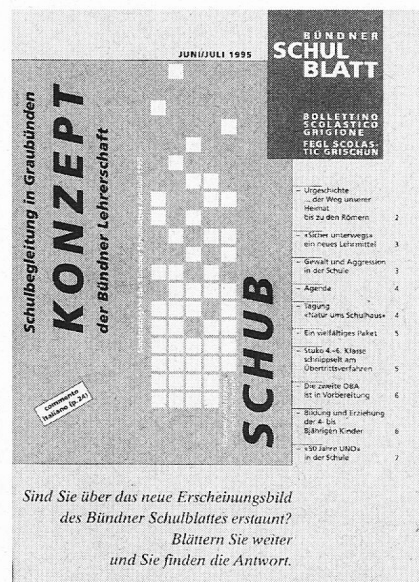 JUNI/JULI 1995
BÜNDNER
SCHUL
BLATT
BOLLETTINO
SCOLASTICO
GRIGIONE
FEGL SCOLAS-
TIC GRISCHUN
Schulbegleitung in Graubünden
KONZEPT
der Bündner Lehrerschaft
SCHUB
commento
italiano (p.24)
– Urgeschichte
... der Weg unserer
Heimat
bis zu den Römern 2
– «Sicher unterwegs»
ein neues Lehrmittel 3
– Gewalt und Aggression
in der Schule 3
– Agenda 4
– Tagung
«Natur ums Schulhaus» 4
– Ein vielfältiges Paket 5
– Stuko 4.–6. Klasse
schnippselt am
Übertrittsverfahren 5
– Die zweite OBA
ist in Vorbereitung 6
– Bildung und Erziehung
der 4- bis
8jährigen Kinder 6
– «50 Jahre UNO»
in der Schule 7
Sind Sie über das neue Erscheinungsbild
des Bündner Schulblattes erstaunt?
Blättern Sie weiter
und Sie finden die Antwort.